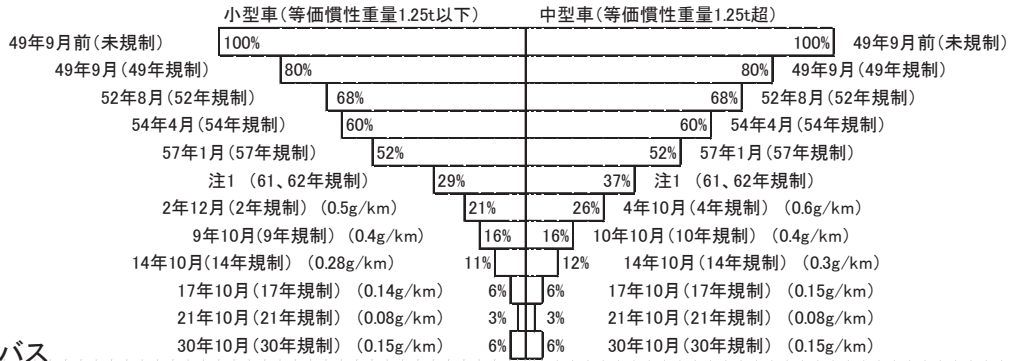 小型車(等価慣性重量1.25t以下) 中型車(等価慣性重量1.25t超)
49年9月前(未規制) 100% 100% 49年9月前(未規制)
49年9月(49年規制) 80% 80% 49年9月(49年規制)
52年8月(52年規制) 68% 68% 52年8月(52年規制)
54年4月(54年規制) 60% 60% 54年4月(54年規制)
57年1月(57年規制) 52% 52% 57年1月(57年規制)
注1 (61、62年規制) 29% 37% 注1 (61、62年規制)
2年12月(2年規制) (0.5g/km) 21% 26% 4年10月(4年規制) (0.6g/km)
9年10月(9年規制) (0.4g/km) 16% 16% 10年10月(10年規制) (0.4g/km)
14年10月(14年規制) (0.28g/km) 11% 12% 14年10月(14年規制) (0.3g/km)
17年10月(17年規制) (0.14g/km) 6% 6% 17年10月(17年規制) (0.15g/km)
21年10月(21年規制) (0.08g/km) 3% 3% 21年10月(21年規制) (0.08g/km)
30年10月(30年規制) (0.15g/km) 6% 6% 30年10月(30年規制) (0.15g/km)
バス